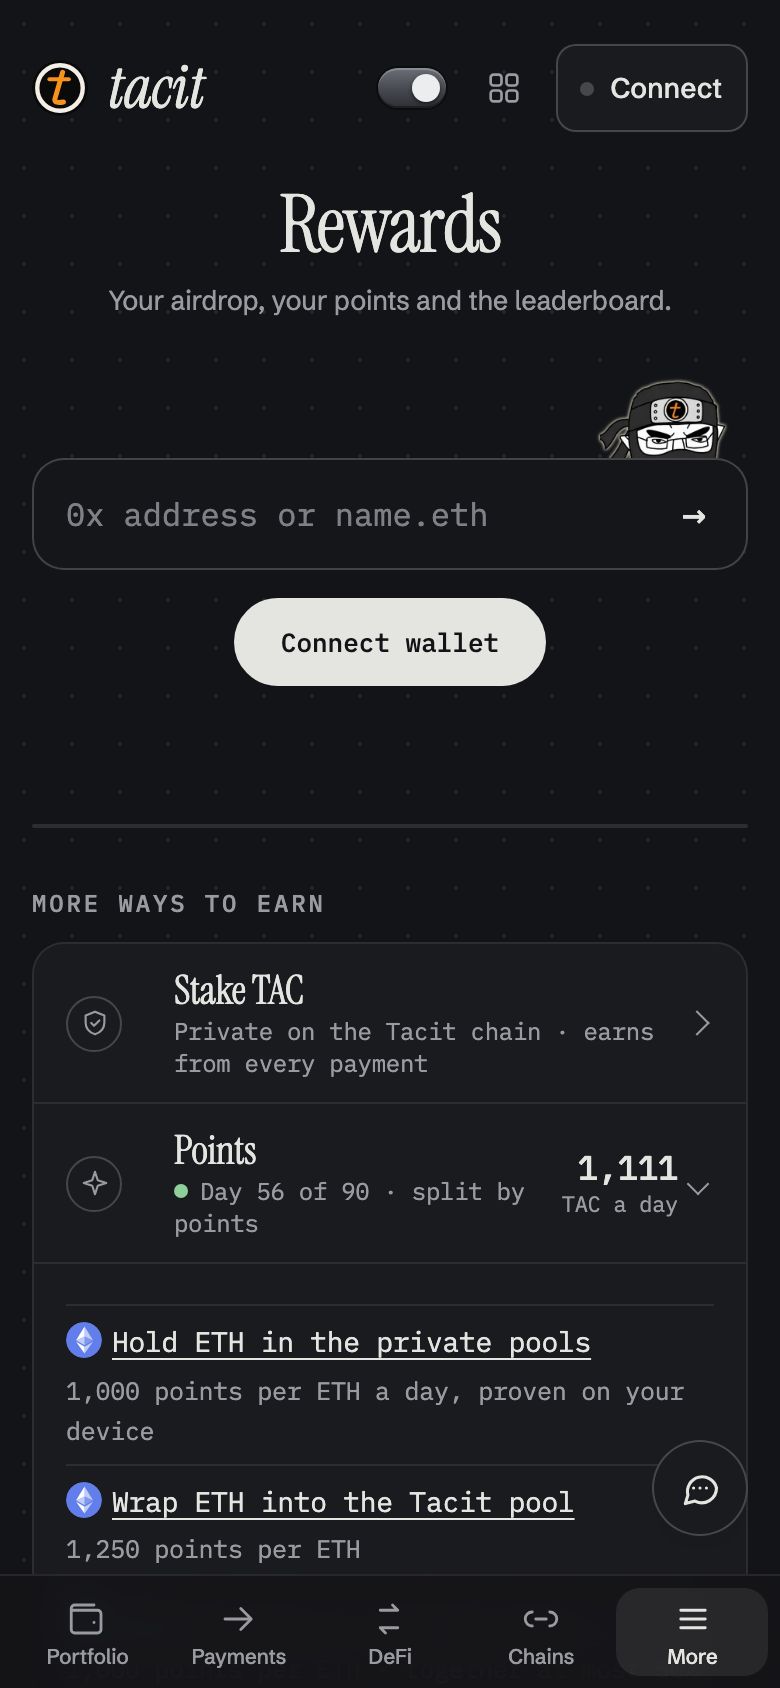 tacit
Connect
Rewards
Your airdrop, your points and the leaderboard.
0x address or name.eth →
Connect wallet
MORE WAYS TO EARN
Stake TAC
Private on the Tacit chain · earns
from every payment
Points
Day 56 of 90 · split by
points
1,111
TAC a day
Hold ETH in the private pools
1,000 points per ETH a day, proven on your
device
Wrap ETH into the Tacit pool
1,250 points per ETH
Portfolio
Payments
DeFi
Chains
More